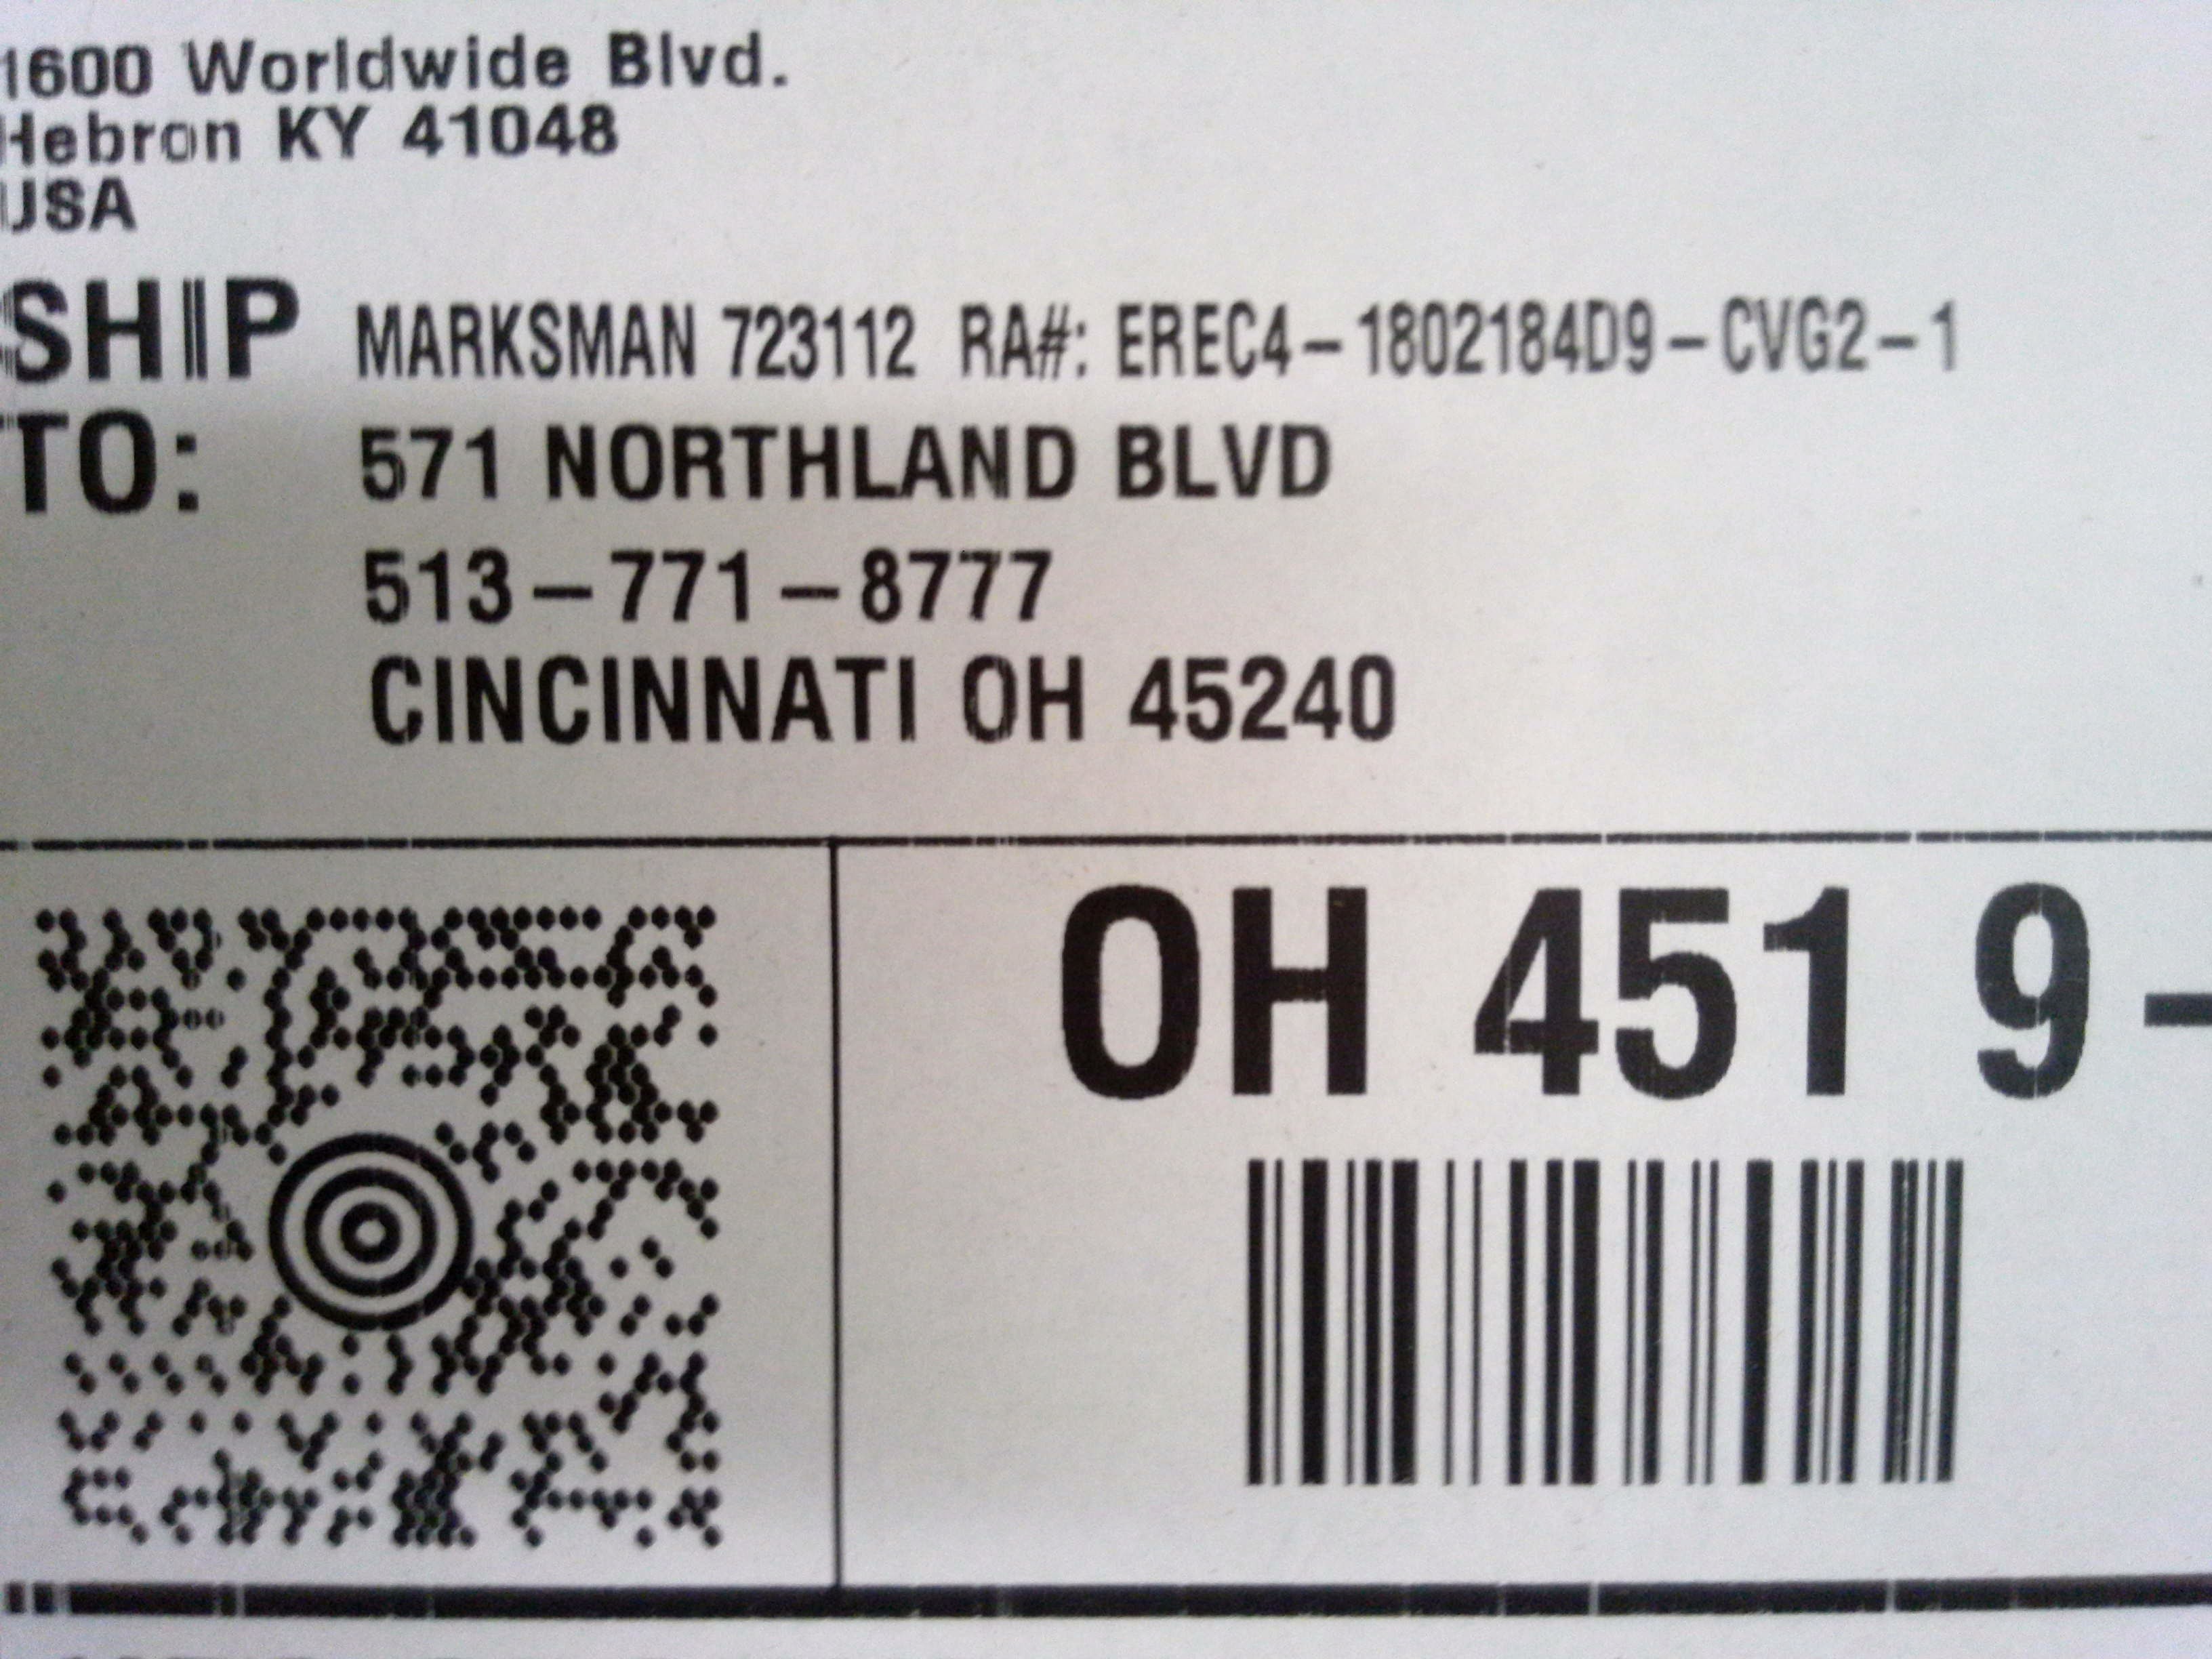 1600 Worldwide Blvd.
Hebron KY 41048
USA
SHIP MARKSMAN 723112 RA#: EREC4-1802184D9-CVG2-1
TO: 571 NORTHLAND BLVD
513-771-8777
CINCINNATI OH 45240
OH 451 9-